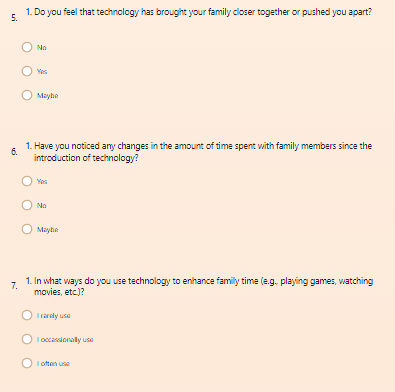 5. 1. Do you feel that technology has brought your family closer together or pushed you apart?
No
Yes
Maybe
6. 1. Have you noticed any changes in the amount of time spent with family members since the
introduction of technology?
Yes
No
Maybe
7. 1. In what ways do you use technology to enhance family time (e.g., playing games, watching
movies, etc.)?
I rarely use
I occassionally use
I often use